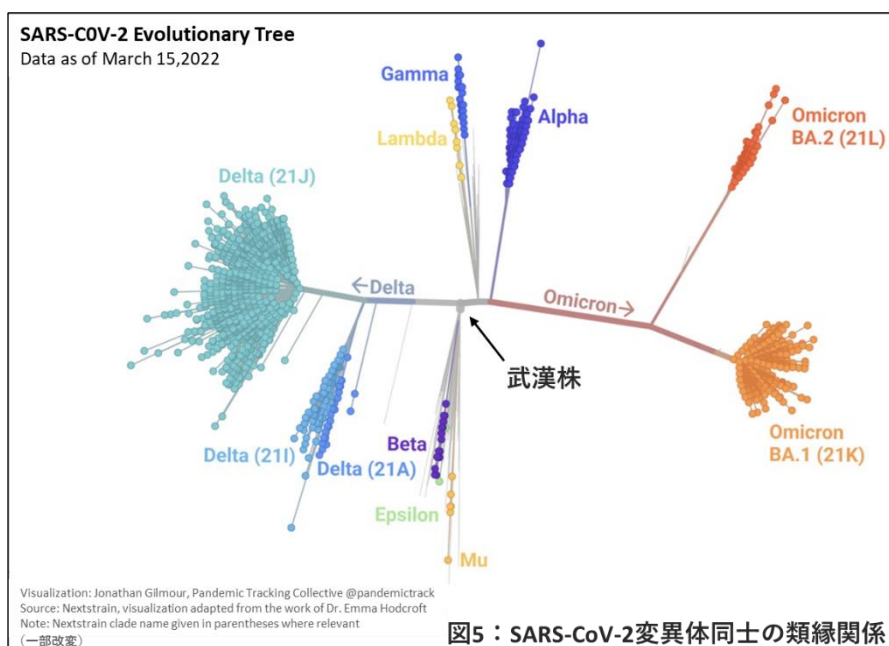 SARS-C0V-2 Evolutionary Tree
Data as of March 15,2022
Gamma
Lambda
Alpha
Omicron
BA.2 (21L)
Delta (21J)
←Delta
Omicron→
武漢株
Beta
Delta (21I)
Delta (21A)
Epsilon
Mu
Omicron
BA.1 (21K)
Visualization: Jonathan Gilmour, Pandemic Tracking Collective @pandemictrack
Source: Nextstrain, visualization adapted from the work of Dr. Emma Hodcroft
Note: Nextstrain clade name given in parentheses where relevant
（一部改変）
図5：SARS-CoV-2変異体同士の類縁関係